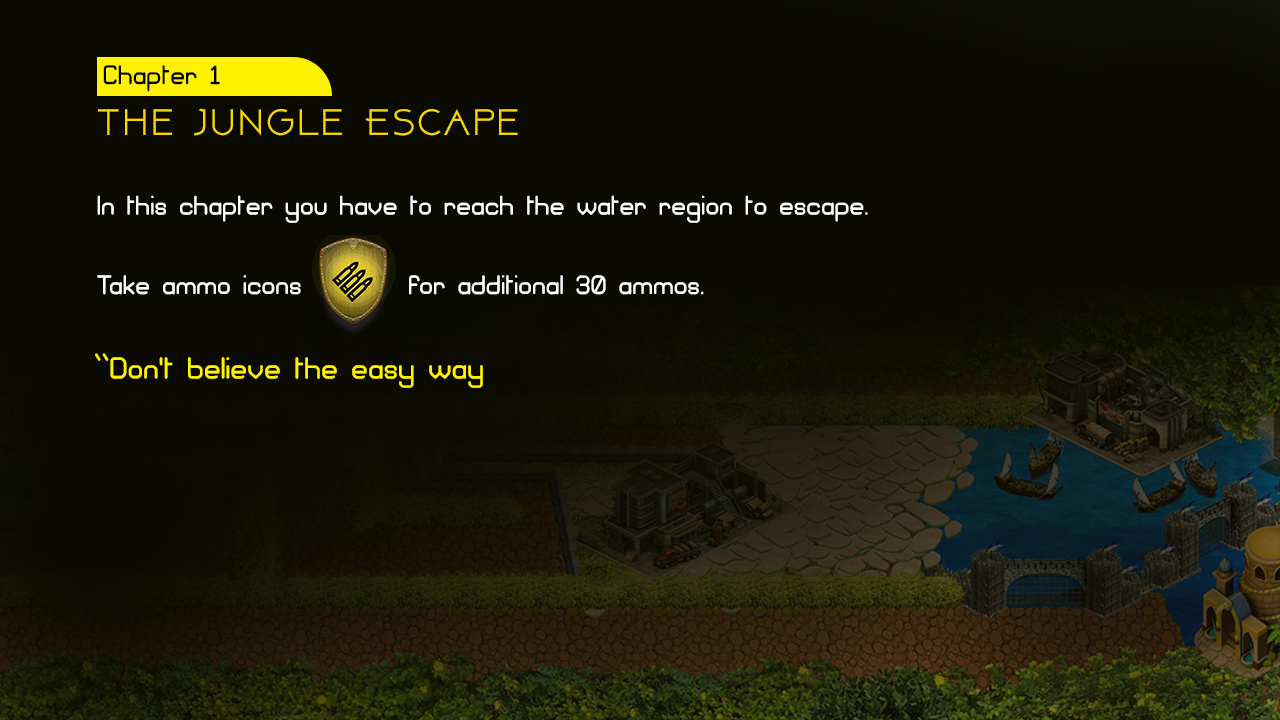 Chapter 1
THE JUNGLE ESCAPE
In this chapter you have to reach the water region to escape.
Take ammo icons for additional 30 ammos.
``Don't believe the easy way